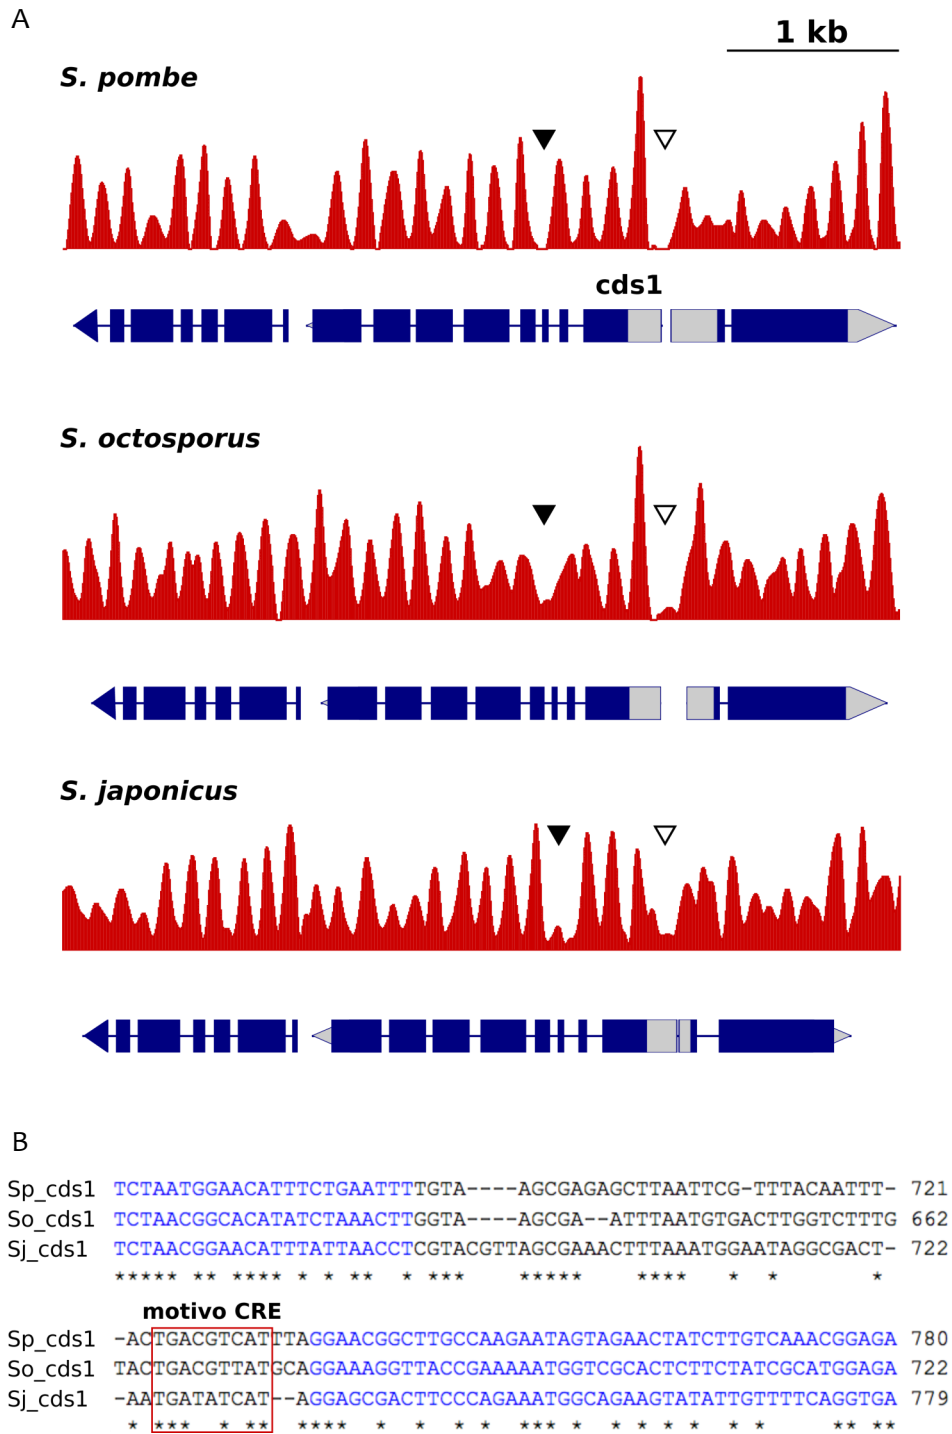 A
1 kb
S. pombe
cds1
S. octosporus
S. japonicus
B
Sp_cds1 TCTAATGGAACATTTCTGAATTTTGTA----AGCGAGAGCTTAATTCG-TTTACAATTT- 721
So_cds1 TCTAACGGCACATATCTAAACTTGGTA----AGCGA--ATTTAATGTGACTTGGTCTTTG 662
Sj_cds1 TCTAACGGAACATTTATTAACCTCGTACGTTAGCGAAACTTTAAATGGAATAGGCGACT- 722
***** ** **** * * **  * ***    *****    ****   *  *       *
motivo CRE
Sp_cds1 -ACTGACGTCATTTAGGAACGGCTTGCCAAGAATAGTAGAACTATCTTGTCAAACGGAGA 780
So_cds1 TACTGACGTTATGCAGGAAAGGTTACCGAAAAATGGTCGCACTCTTCTATCGCATGGAGA 722
Sj_cds1 -AATGATATCAT--AGGAGCGACTTCCCAGAAATGGCAGAAGTATATTGTTTTCAGGTGA 779
* ***  * **  ****  *  *  * *  *** *  * * * *  * *     ** **